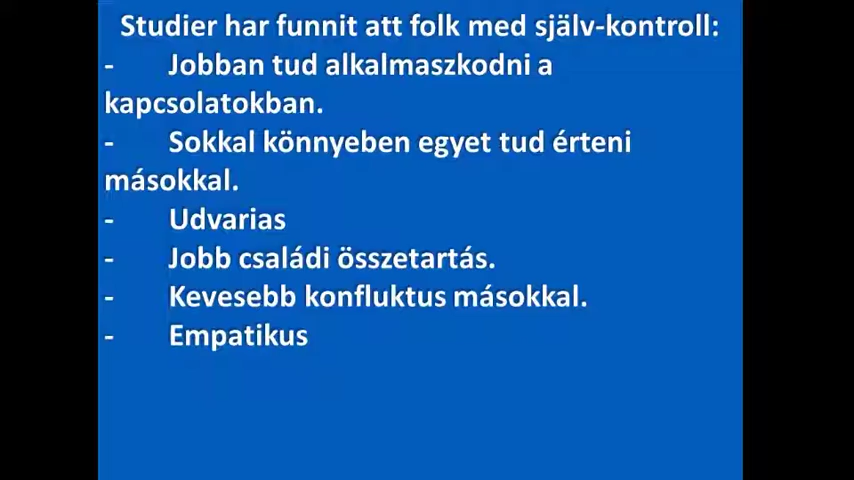 Studier har funnit att folk med själv-kontroll:
- Jobban tud alkalmaszkodni a
kapcsolatokban.
- Sokkal könnyeben egyet tud érteni
másokkal.
- Udvarias
- Jobb családi összetartás.
- Kevesebb konfluktus másokkal.
- Empatikus